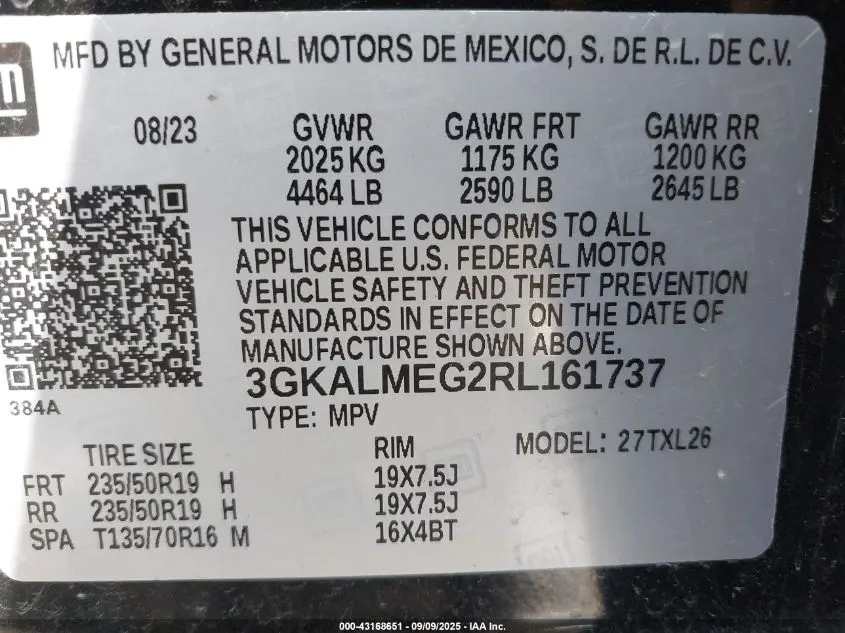 MFD BY GENERAL MOTORS DE MEXICO, S. DE R.L. DE C.V.
08/23 GVWR GAWR FRT GAWR RR
2025 KG 1175 KG 1200 KG
4464 LB 2590 LB 2645 LB
THIS VEHICLE CONFORMS TO ALL
APPLICABLE U.S. FEDERAL MOTOR
VEHICLE SAFETY AND THEFT PREVENTION
STANDARDS IN EFFECT ON THE DATE OF
MANUFACTURE SHOWN ABOVE.
3GKALMEG2RL161737
384A
TYPE: MPV
TIRE SIZE RIM MODEL: 27TXL26
FRT 235/50R19 H 19X7.5J
RR 235/50R19 H 19X7.5J
SPA T135/70R16 M 16X4BT
000-43168651 - 09/09/2025 - IAA Inc.